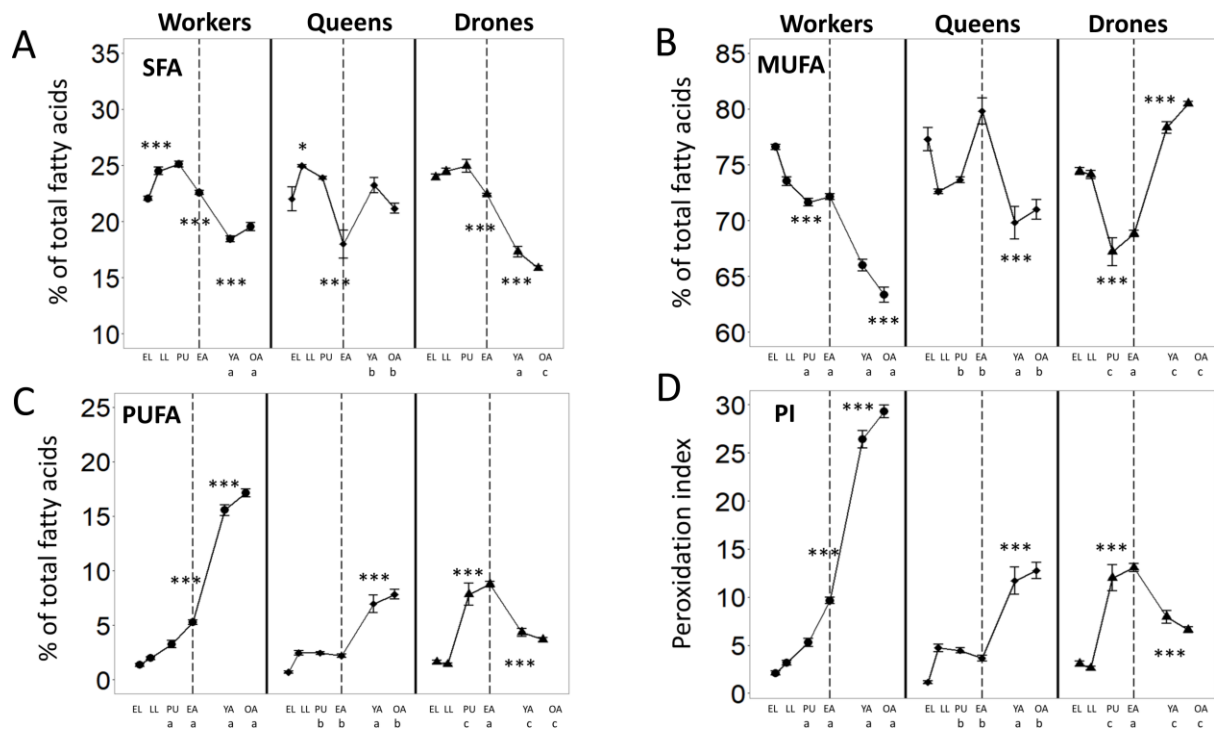 Workers Queens Drones
A
SFA
% of total fatty acids
35
30
25
20
15
10
*** *** ***
* ***
*** ***
EL LL PU EA YA OA EL LL PU EA YA OA EL LL PU EA YA OA
a a b b a c
Workers Queens Drones
B
MUFA
% of total fatty acids
85
80
75
70
65
60
*** ***
***
*** ***
EL LL PU EA YA OA EL LL PU EA YA OA EL LL PU EA YA OA
a a a a b b a b c a c c
C
PUFA
% of total fatty acids
25
20
15
10
5
0
*** ***
***
*** ***
EL LL PU EA YA OA EL LL PU EA YA OA EL LL PU EA YA OA
a a a a b b a b c a c c
D
PI
Peroxidation index
30
25
20
15
10
5
0
*** ***
***
*** ***
EL LL PU EA YA OA EL LL PU EA YA OA EL LL PU EA YA OA
a a a a b b a b c a c c